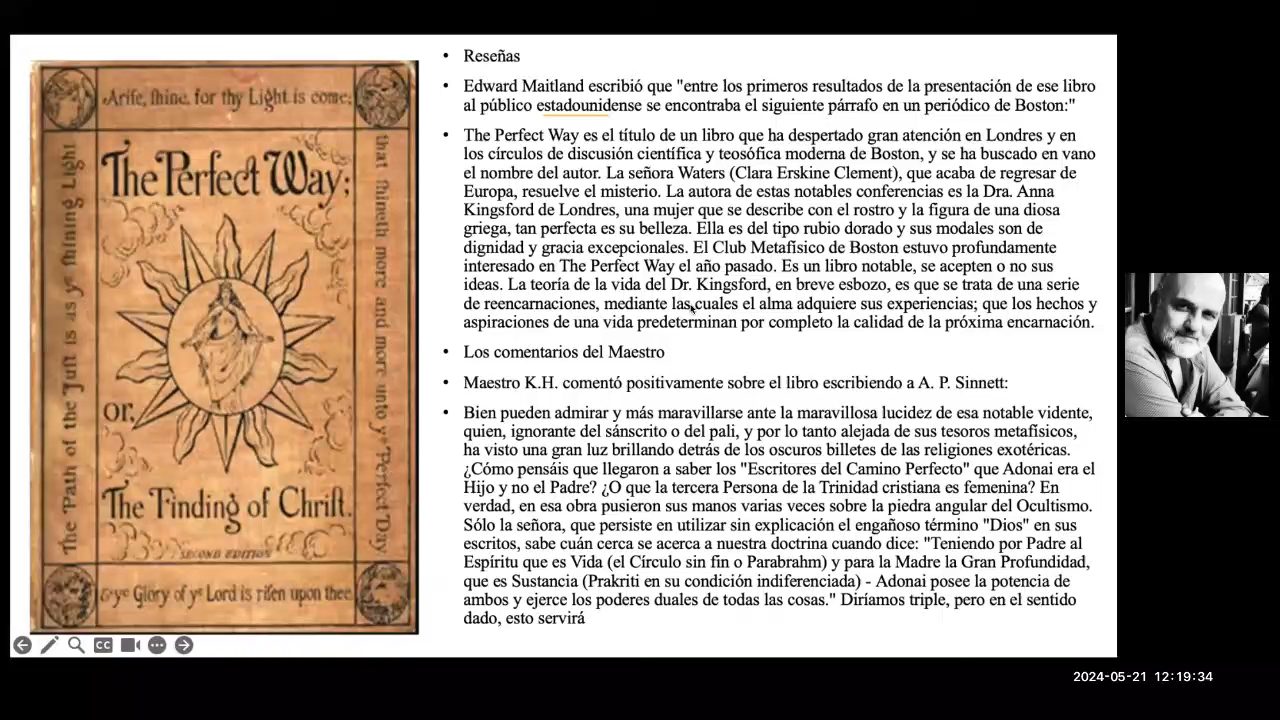 Arise, shine, for thy Light is come;
The Path of the Just is as yᵉ shining Light
that shineth more and more unto yᵉ Perfect Day
The Perfect Way;
or,
The Finding of Christ.
SECOND EDITION
& yᵉ Glory of yᵉ Lord is risen upon thee.
• Reseñas
• Edward Maitland escribió que "entre los primeros resultados de la presentación de ese libro
al público estadounidense se encontraba el siguiente párrafo en un periódico de Boston:"
• The Perfect Way es el título de un libro que ha despertado gran atención en Londres y en
los círculos de discusión científica y teosófica moderna de Boston, y se ha buscado en vano
el nombre del autor. La señora Waters (Clara Erskine Clement), que acaba de regresar de
Europa, resuelve el misterio. La autora de estas notables conferencias es la Dra. Anna
Kingsford de Londres, una mujer que se describe con el rostro y la figura de una diosa
griega, tan perfecta es su belleza. Ella es del tipo rubio dorado y sus modales son de
dignidad y gracia excepcionales. El Club Metafísico de Boston estuvo profundamente
interesado en The Perfect Way el año pasado. Es un libro notable, se acepten o no sus
ideas. La teoría de la vida del Dr. Kingsford, en breve esbozo, es que se trata de una serie
de reencarnaciones, mediante las cuales el alma adquiere sus experiencias; que los hechos y
aspiraciones de una vida predeterminan por completo la calidad de la próxima encarnación.
• Los comentarios del Maestro
• Maestro K.H. comentó positivamente sobre el libro escribiendo a A. P. Sinnett:
• Bien pueden admirar y más maravillarse ante la maravillosa lucidez de esa notable vidente,
quien, ignorante del sánscrito o del pali, y por lo tanto alejada de sus tesoros metafísicos,
ha visto una gran luz brillando detrás de los oscuros billetes de las religiones exotéricas.
¿Cómo pensáis que llegaron a saber los "Escritores del Camino Perfecto" que Adonai era el
Hijo y no el Padre? ¿O que la tercera Persona de la Trinidad cristiana es femenina? En
verdad, en esa obra pusieron sus manos varias veces sobre la piedra angular del Ocultismo.
Sólo la señora, que persiste en utilizar sin explicación el engañoso término "Dios" en sus
escritos, sabe cuán cerca se acerca a nuestra doctrina cuando dice: "Teniendo por Padre al
Espíritu que es Vida (el Círculo sin fin o Parabrahm) y para la Madre la Gran Profundidad,
que es Sustancia (Prakriti en su condición indiferenciada) - Adonai posee la potencia de
ambos y ejerce los poderes duales de todas las cosas." Diríamos triple, pero en el sentido
dado, esto servirá
CC
2024-05-21 12:19:34